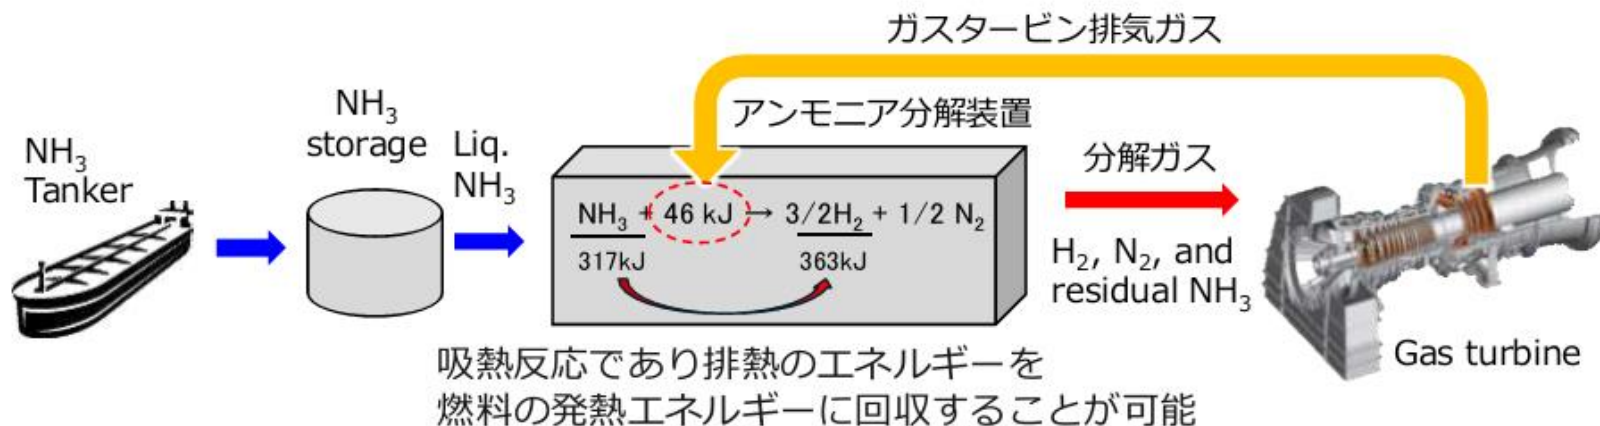 ガスタービン排気ガス
NH₃
storage
アンモニア分解装置
NH₃
Tanker
Liq.
NH₃
分解ガス
NH₃ + 46 kJ → 3/2H₂ + 1/2 N₂
317kJ 363kJ
H₂, N₂, and
residual NH₃
Gas turbine
吸熱反応であり排熱のエネルギーを
燃料の発熱エネルギーに回収することが可能